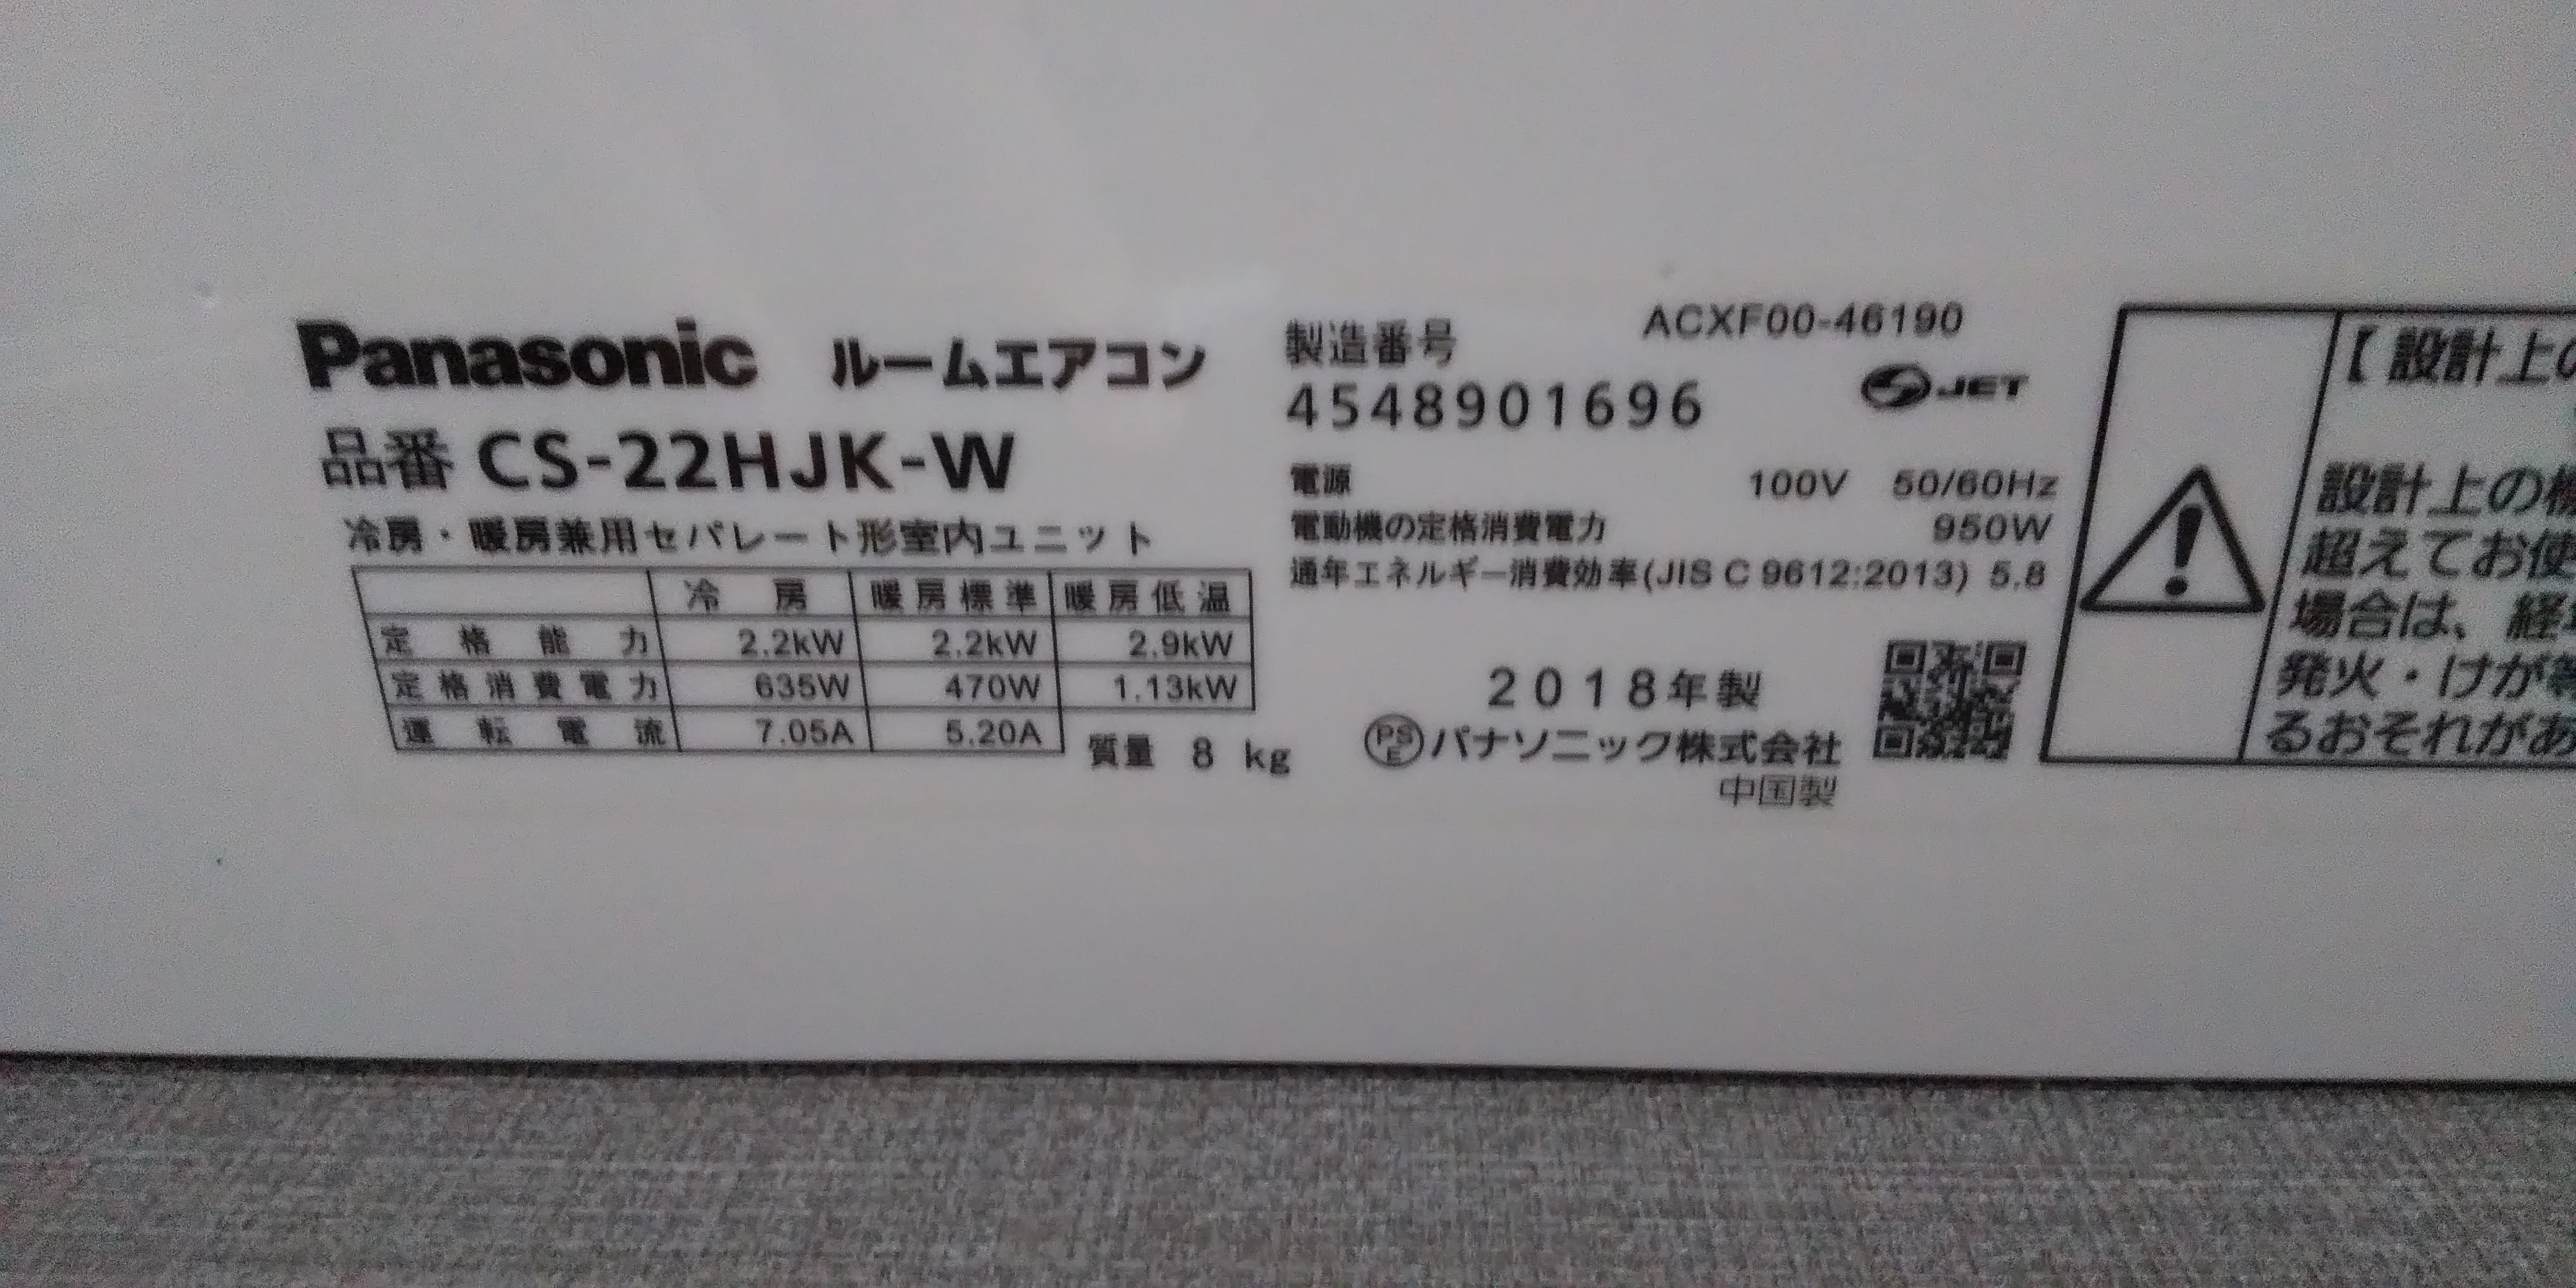 Panasonic ルームエアコン
品番 CS-22HJK-W
冷房・暖房兼用セパレート形室内ユニット
冷房 暖房標準 暖房低温
定格能力 2.2kW 2.2kW 2.9kW
定格消費電力 635W 470W 1.13kW
運転電流 7.05A 5.20A
質量 8 kg
製造番号 ACXF00-46190
4548901696 JET
電源 100V 50/60Hz
電動機の定格消費電力 950W
通年エネルギー消費効率(JIS C 9612:2013) 5.8
2018年製
PSE パナソニック株式会社
中国製
【設計上の
設計上の
超えてお使
場合は、経
発火・けが等
るおそれがあ